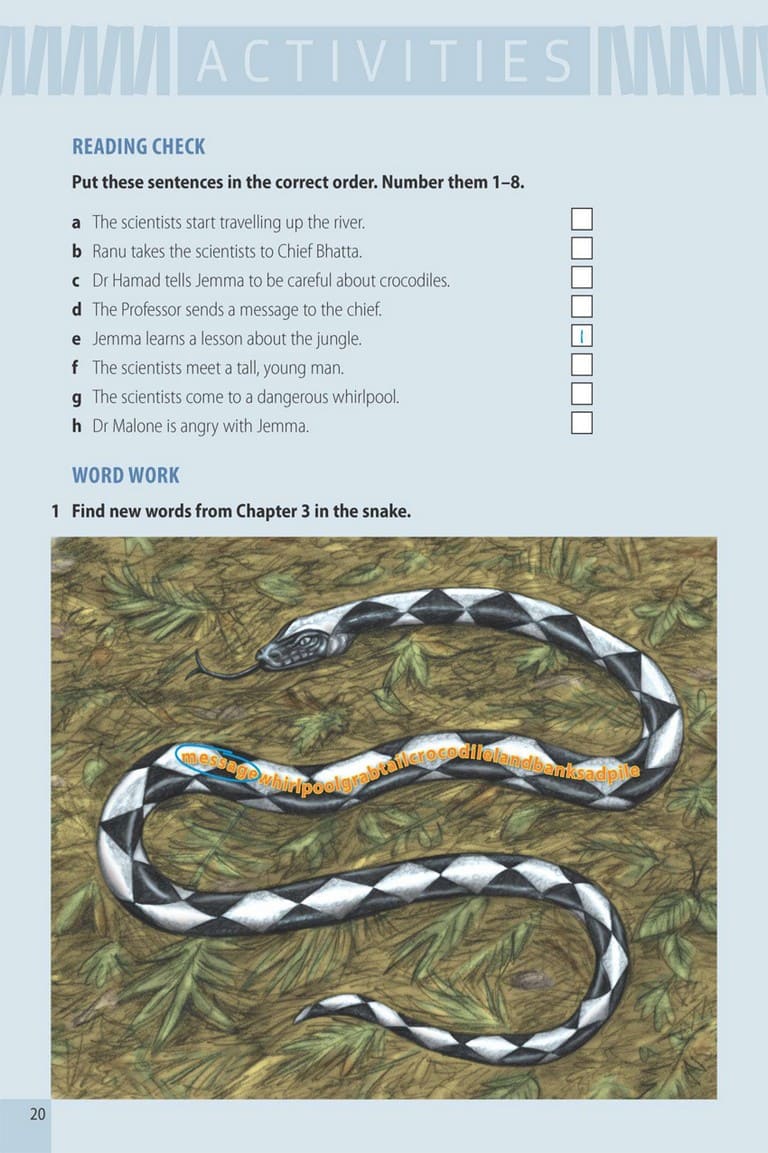 ACTIVITIES
READING CHECK
Put these sentences in the correct order. Number them 1–8.
a The scientists start travelling up the river.
b Ranu takes the scientists to Chief Bhatta.
c Dr Hamad tells Jemma to be careful about crocodiles.
d The Professor sends a message to the chief.
e Jemma learns a lesson about the jungle. 1
f The scientists meet a tall, young man.
g The scientists come to a dangerous whirlpool.
h Dr Malone is angry with Jemma.
WORD WORK
1 Find new words from Chapter 3 in the snake.
messagewhirlpoolgrabtailcrocodilelandbanksadpile
20